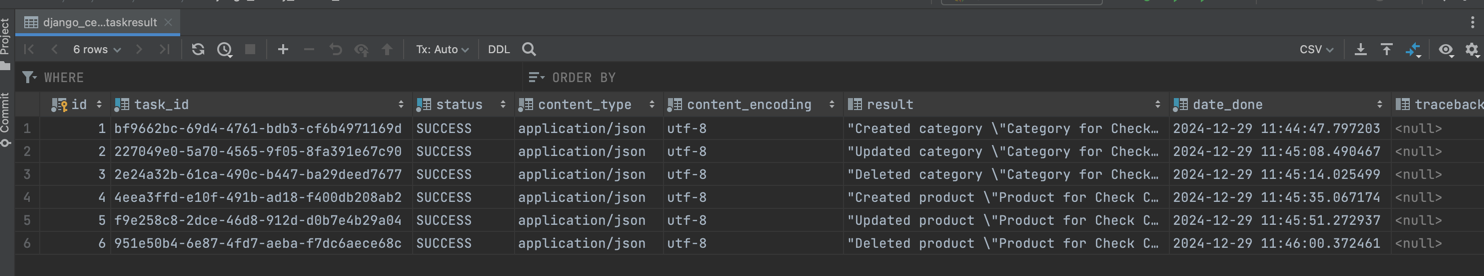 Project
Commit
django_ce...taskresult
6 rows
Tx: Auto
DDL
CSV
WHERE
ORDER BY
id task_id status content_type content_encoding result date_done traceback
1 1 bf9662bc-69d4-4761-bdb3-cf6b4971169d SUCCESS application/json utf-8 "Created category \"Category for Check… 2024-12-29 11:44:47.797203 <null>
2 2 227049e0-5a70-4565-9f05-8fa391e67c90 SUCCESS application/json utf-8 "Updated category \"Category for Check… 2024-12-29 11:45:08.490467 <null>
3 3 2e24a32b-61ca-490c-b447-ba29deed7677 SUCCESS application/json utf-8 "Deleted category \"Category for Check… 2024-12-29 11:45:14.025499 <null>
4 4 4eea3ffd-e10f-491b-ad18-f400db208ab2 SUCCESS application/json utf-8 "Created product \"Product for Check C… 2024-12-29 11:45:35.067174 <null>
5 5 f9e258c8-2dce-46d8-912d-d0b7e4b29a04 SUCCESS application/json utf-8 "Updated product \"Product for Check C… 2024-12-29 11:45:51.272937 <null>
6 6 951e50b4-6e87-4fd7-aeba-f7dc6aece68c SUCCESS application/json utf-8 "Deleted product \"Product for Check C… 2024-12-29 11:46:00.372461 <null>